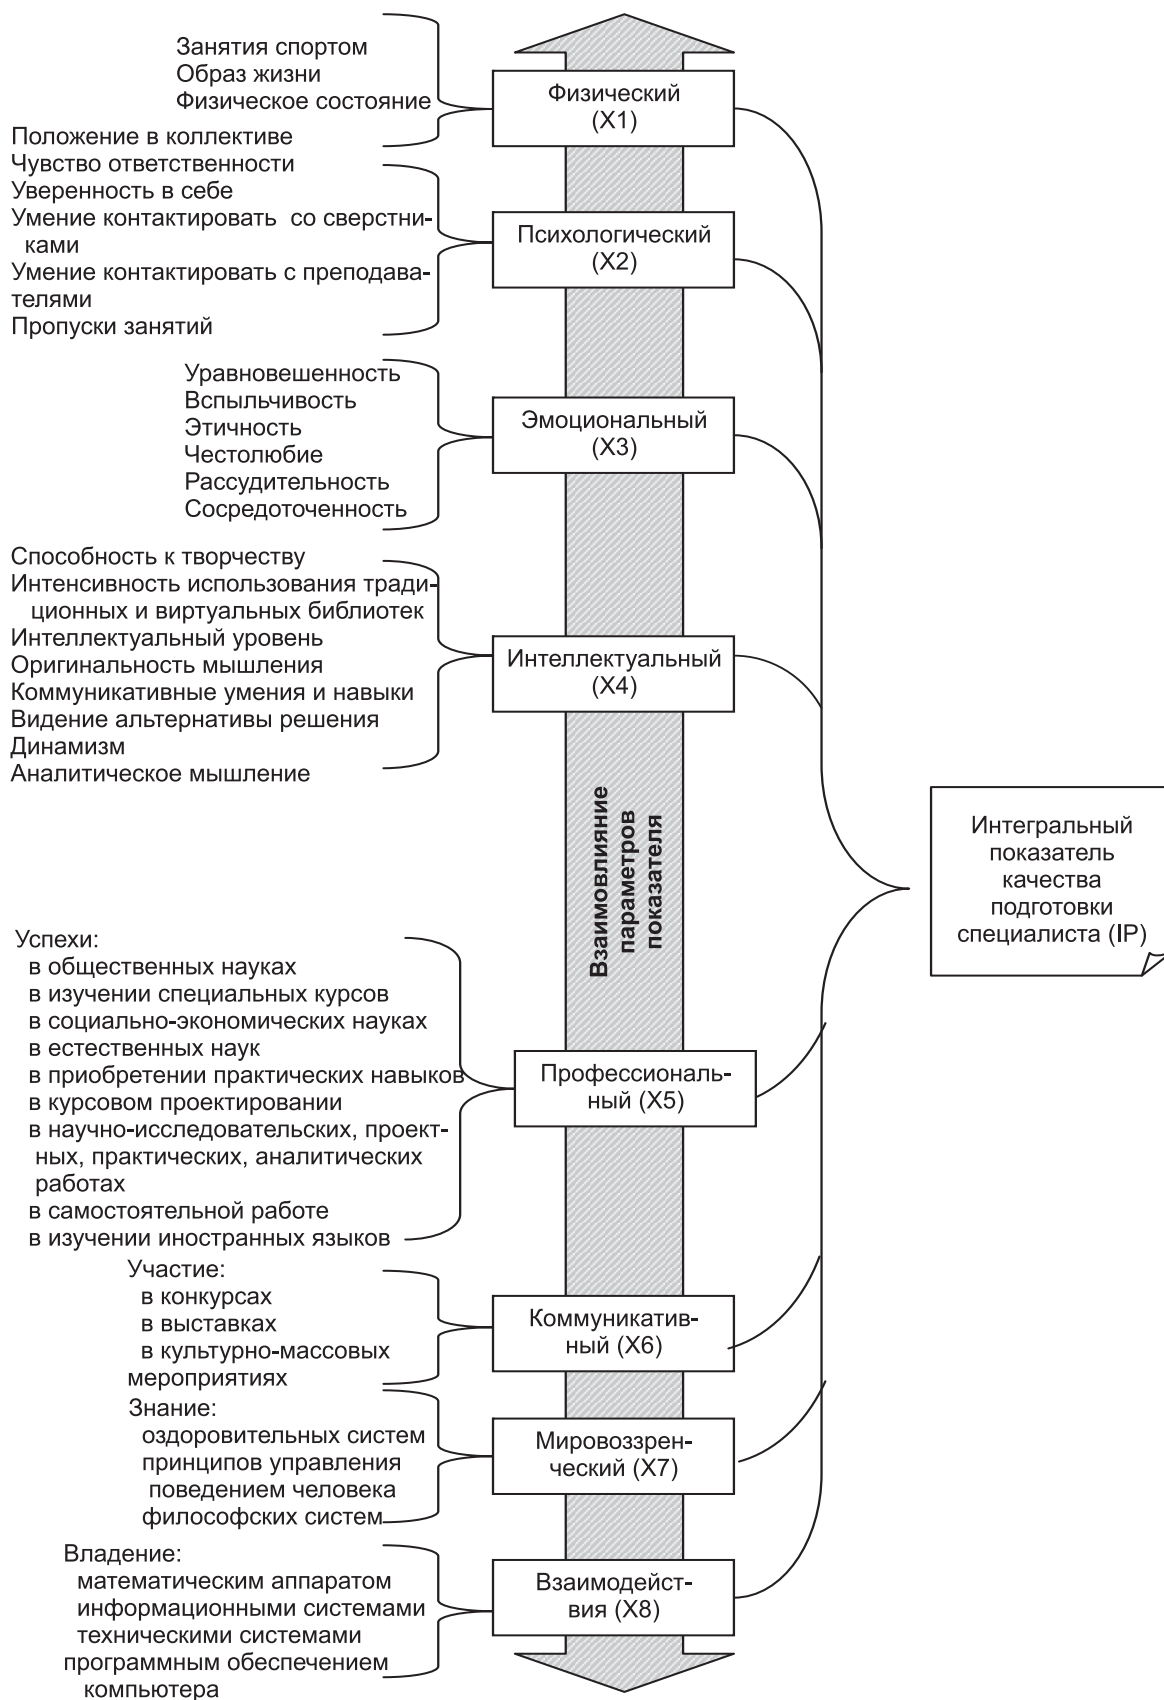 Занятия спортом
Образ жизни
Физическое состояние
Физический
(X1)
Положение в коллективе
Чувство ответственности
Уверенность в себе
Умение контактировать со сверстни-
ками
Умение контактировать с преподава-
телями
Пропуски занятий
Психологический
(X2)
Уравновешенность
Вспыльчивость
Этичность
Честолюбие
Рассудительность
Сосредоточенность
Эмоциональный
(X3)
Способность к творчеству
Интенсивность использования тради-
ционных и виртуальных библиотек
Интеллектуальный уровень
Оригинальность мышления
Коммуникативные умения и навыки
Видение альтернативы решения
Динамизм
Аналитическое мышление
Интеллектуальный
(X4)
Взаимовлияние
параметров
показателя
Интегральный
показатель
качества
подготовки
специалиста (IP)
Успехи:
в общественных науках
в изучении специальных курсов
в социально-экономических науках
в естественных наук
в приобретении практических навыков
в курсовом проектировании
в научно-исследовательских, проект-
ных, практических, аналитических
работах
в самостоятельной работе
в изучении иностранных языков
Профессиональ-
ный (X5)
Участие:
в конкурсах
в выставках
в культурно-массовых
мероприятиях
Коммуникатив-
ный (X6)
Знание:
оздоровительных систем
принципов управления
поведением человека
философских систем
Мировоззрен-
ческий (X7)
Владение:
математическим аппаратом
информационными системами
техническими системами
программным обеспечением
компьютера
Взаимодейст-
вия (X8)